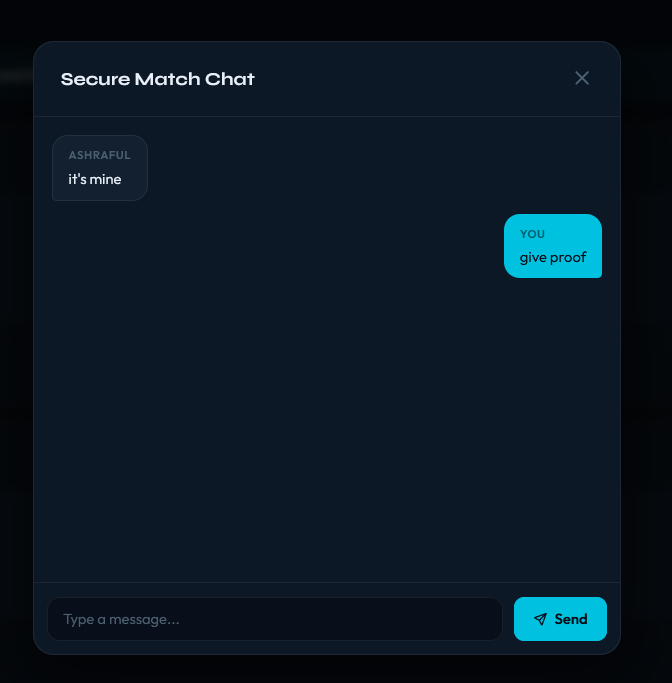 Secure Match Chat
ASHRAFUL
it's mine
YOU
give proof
Type a message...
Send